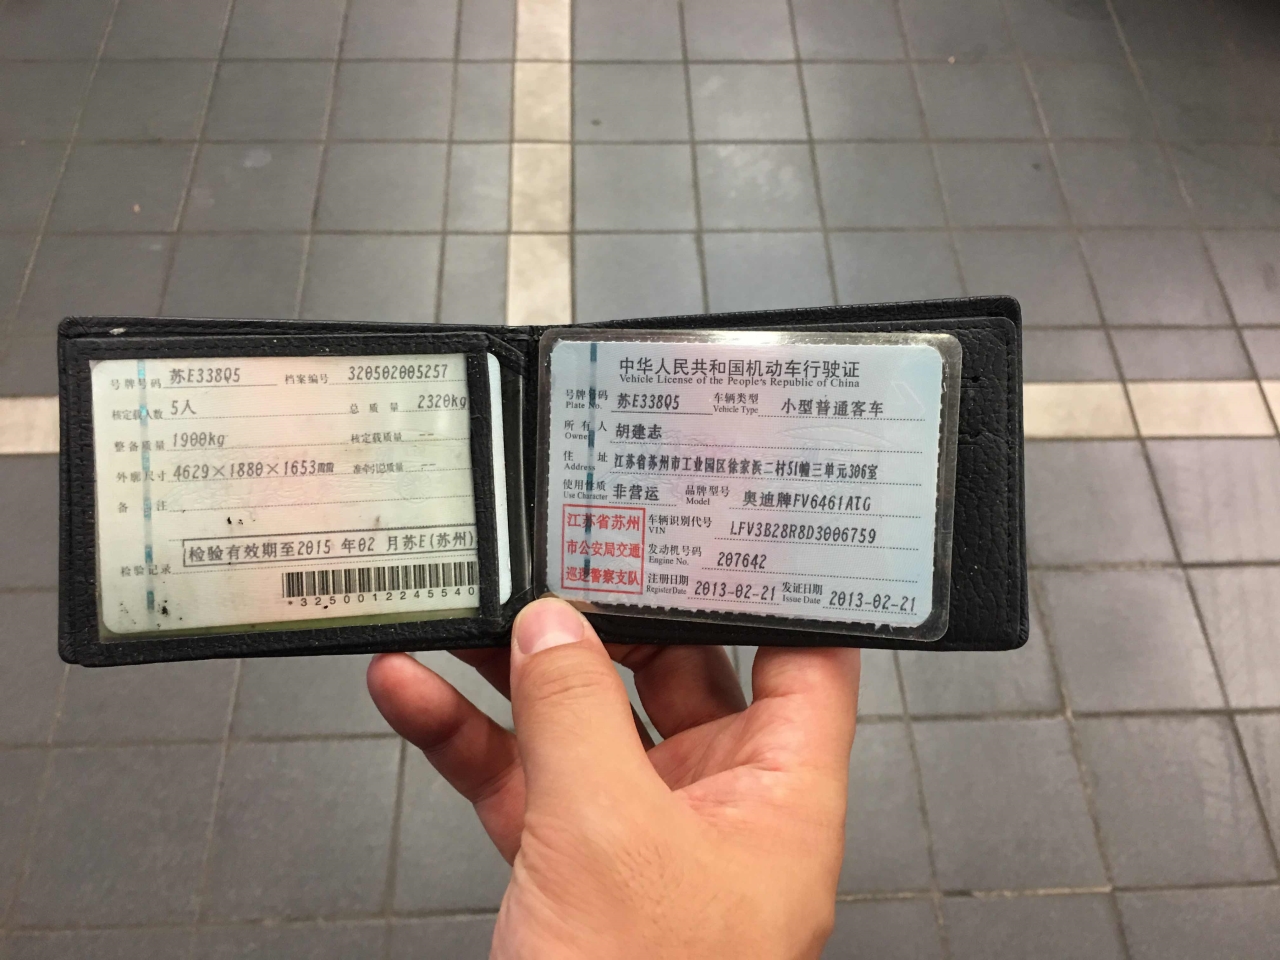 号牌号码 苏E338Q5 档案编号 320502005257
核定载人数 5人 总质量 2320kg
整备质量 1900kg 核定载质量 --
外廓尺寸 4629×1880×1653 准牵引总质量 --
备注
检验有效期至2015年02月苏E(苏州)
检验记录
*3250012245540
中华人民共和国机动车行驶证
Vehicle License of the People's Republic of China
号牌号码 苏E338Q5 车辆类型 小型普通客车
Plate No. Vehicle Type
所有人 胡建志
Owner
住址 江苏省苏州市工业园区徐家浜二村51幢三单元306室
Address
使用性质 非营运 品牌型号 奥迪牌FV6461ATG
Use Character Model
江苏省苏州
市公安局交通
巡逻警察支队
车辆识别代号 LFV3B28R8D3006759
VIN
发动机号码 207642
Engine No.
注册日期 2013-02-21 发证日期 2013-02-21
Register Date Issue Date